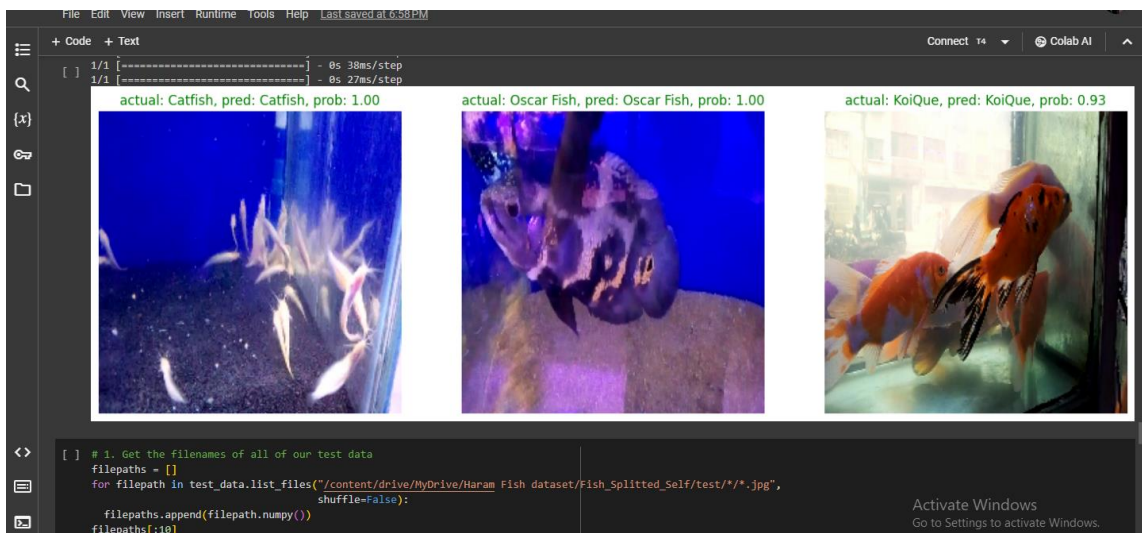 File Edit View Insert Runtime Tools Help Last saved at 6:58 PM
+ Code + Text
Connect T4
Colab AI
[ ] 1/1 [==============================] - 0s 38ms/step
1/1 [==============================] - 0s 27ms/step
actual: Catfish, pred: Catfish, prob: 1.00
actual: Oscar Fish, pred: Oscar Fish, prob: 1.00
actual: KoiQue, pred: KoiQue, prob: 0.93
{x}
[ ] # 1. Get the filenames of all of our test data
filepaths = []
for filepath in test_data.list_files("/content/drive/MyDrive/Haram Fish dataset/Fish_Splitted_Self/test/*/*.jpg",
shuffle=False):
filepaths.append(filepath.numpy())
filepaths[:10]
Activate Windows
Go to Settings to activate Windows.